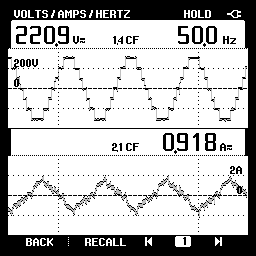 VOLTS/AMPS/HERTZ HOLD
220.9 V≂ 1.4 CF 50.0 Hz
200V
0
2.1 CF 0.918 A≂
2A
0
BACK RECALL 1